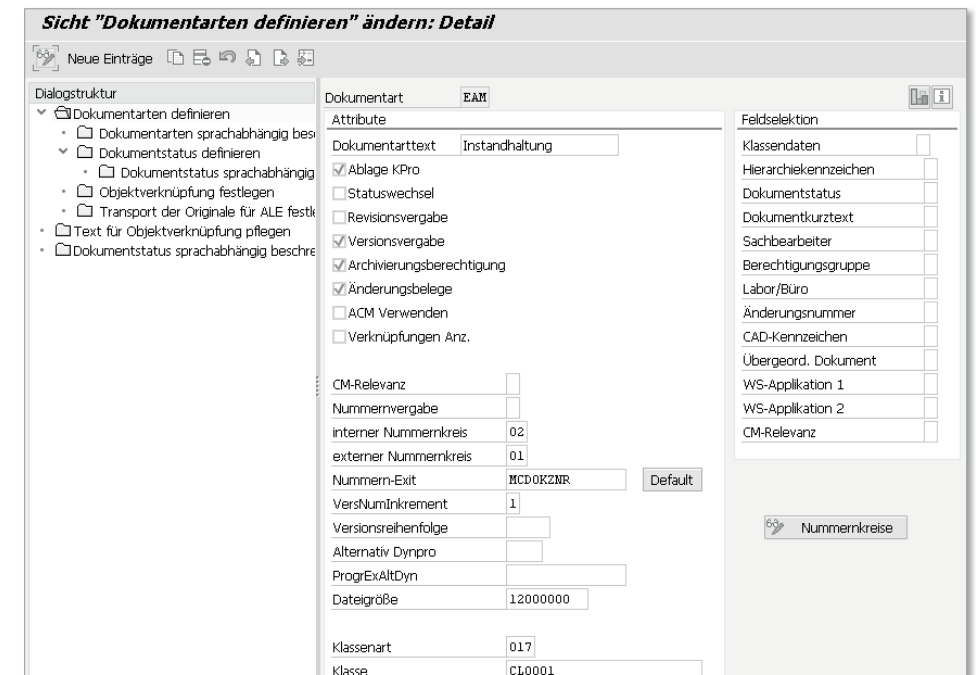 Sicht "Dokumentarten definieren" ändern: Detail
Neue Einträge
Dialogstruktur
Dokumentarten definieren
Dokumentarten sprachabhängig bes
Dokumentstatus definieren
Dokumentstatus sprachabhängig
Objektverknüpfung festlegen
Transport der Originale für ALE festle
Text für Objektverknüpfung pflegen
Dokumentstatus sprachabhängig beschre
Dokumentart EAM
Attribute
Dokumentarttext Instandhaltung
Ablage KPro
Statuswechsel
Revisionsvergabe
Versionsvergabe
Archivierungsberechtigung
Änderungsbelege
ACM Verwenden
Verknüpfungen Anz.
CM-Relevanz
Nummernvergabe
interner Nummernkreis 02
externer Nummernkreis 01
Nummern-Exit MCDOKZNR Default
VersNumInkrement 1
Versionsreihenfolge
Alternativ Dynpro
ProgrExAltDyn
Dateigröße 12000000
Klassenart 017
Klasse CL0001
Feldselektion
Klassendaten
Hierarchiekennzeichen
Dokumentstatus
Dokumentkurztext
Sachbearbeiter
Berechtigungsgruppe
Labor/Büro
Änderungsnummer
CAD-Kennzeichen
Übergeord. Dokument
WS-Applikation 1
WS-Applikation 2
CM-Relevanz
Nummernkreise